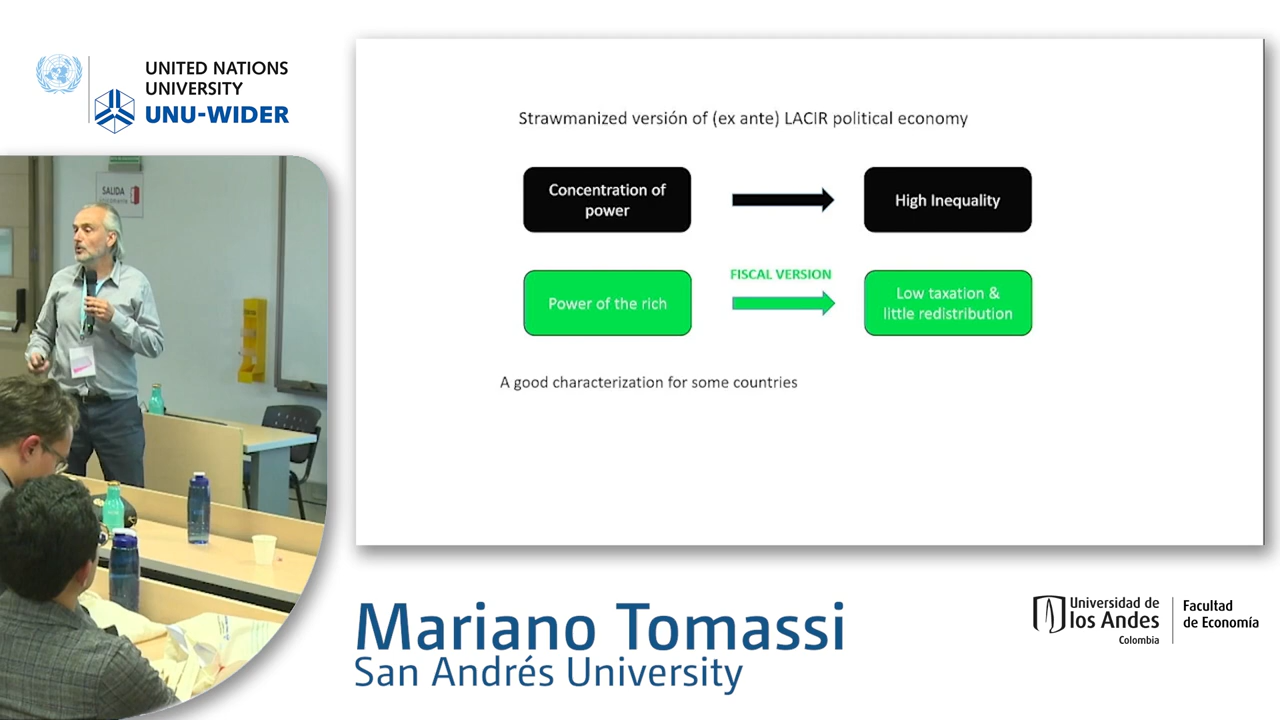 UNITED NATIONS
UNIVERSITY
UNU-WIDER
SALIDA
Strawmanized versión of (ex ante) LACIR political economy
Concentration of
power
High Inequality
FISCAL VERSION
Power of the rich
Low taxation &
little redistribution
A good characterization for some countries
Mariano Tomassi
San Andrés University
Universidad de
los Andes
Colombia
Facultad
de Economía